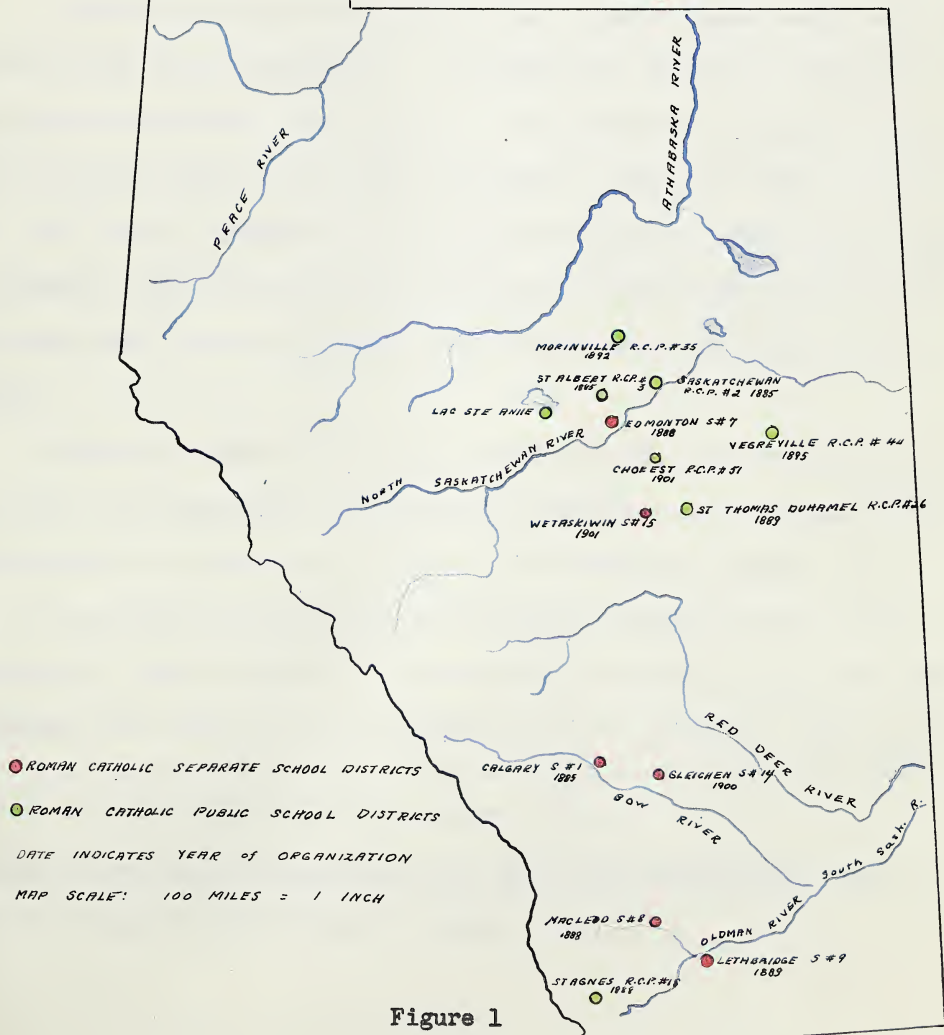 PEACE RIVER
ATHABASKA RIVER
MORINVILLE R.C.P. #35
1892
ST ALBERT R.C.P. #
3
1885
SASKATCHEWAN
R.C.P. #2 1885
LAC STE ANNE
EDMONTON S#7
1888
VEGREVILLE R.C.P. # 44
1895
NORTH SASKATCHEWAN RIVER
R.C.P. #51
1901
WETASKIWIN S#15
1901
ST THOMAS DUHAMEL R.C.P. #26
1889
RED DEER RIVER
CALGARY S #1
1885
GLEICHEN S#14
1900
BOW RIVER
South Sask. R.
ROMAN CATHOLIC SEPARATE SCHOOL DISTRICTS
ROMAN CATHOLIC PUBLIC SCHOOL DISTRICTS
DATE INDICATES YEAR of ORGANIZATION
MAP SCALE: 100 MILES = 1 INCH
MACLEOD S#8
1888
OLDMAN RIVER
LETHBRIDGE S #9
1889
ST AGNES R.C.P.
Figure 1